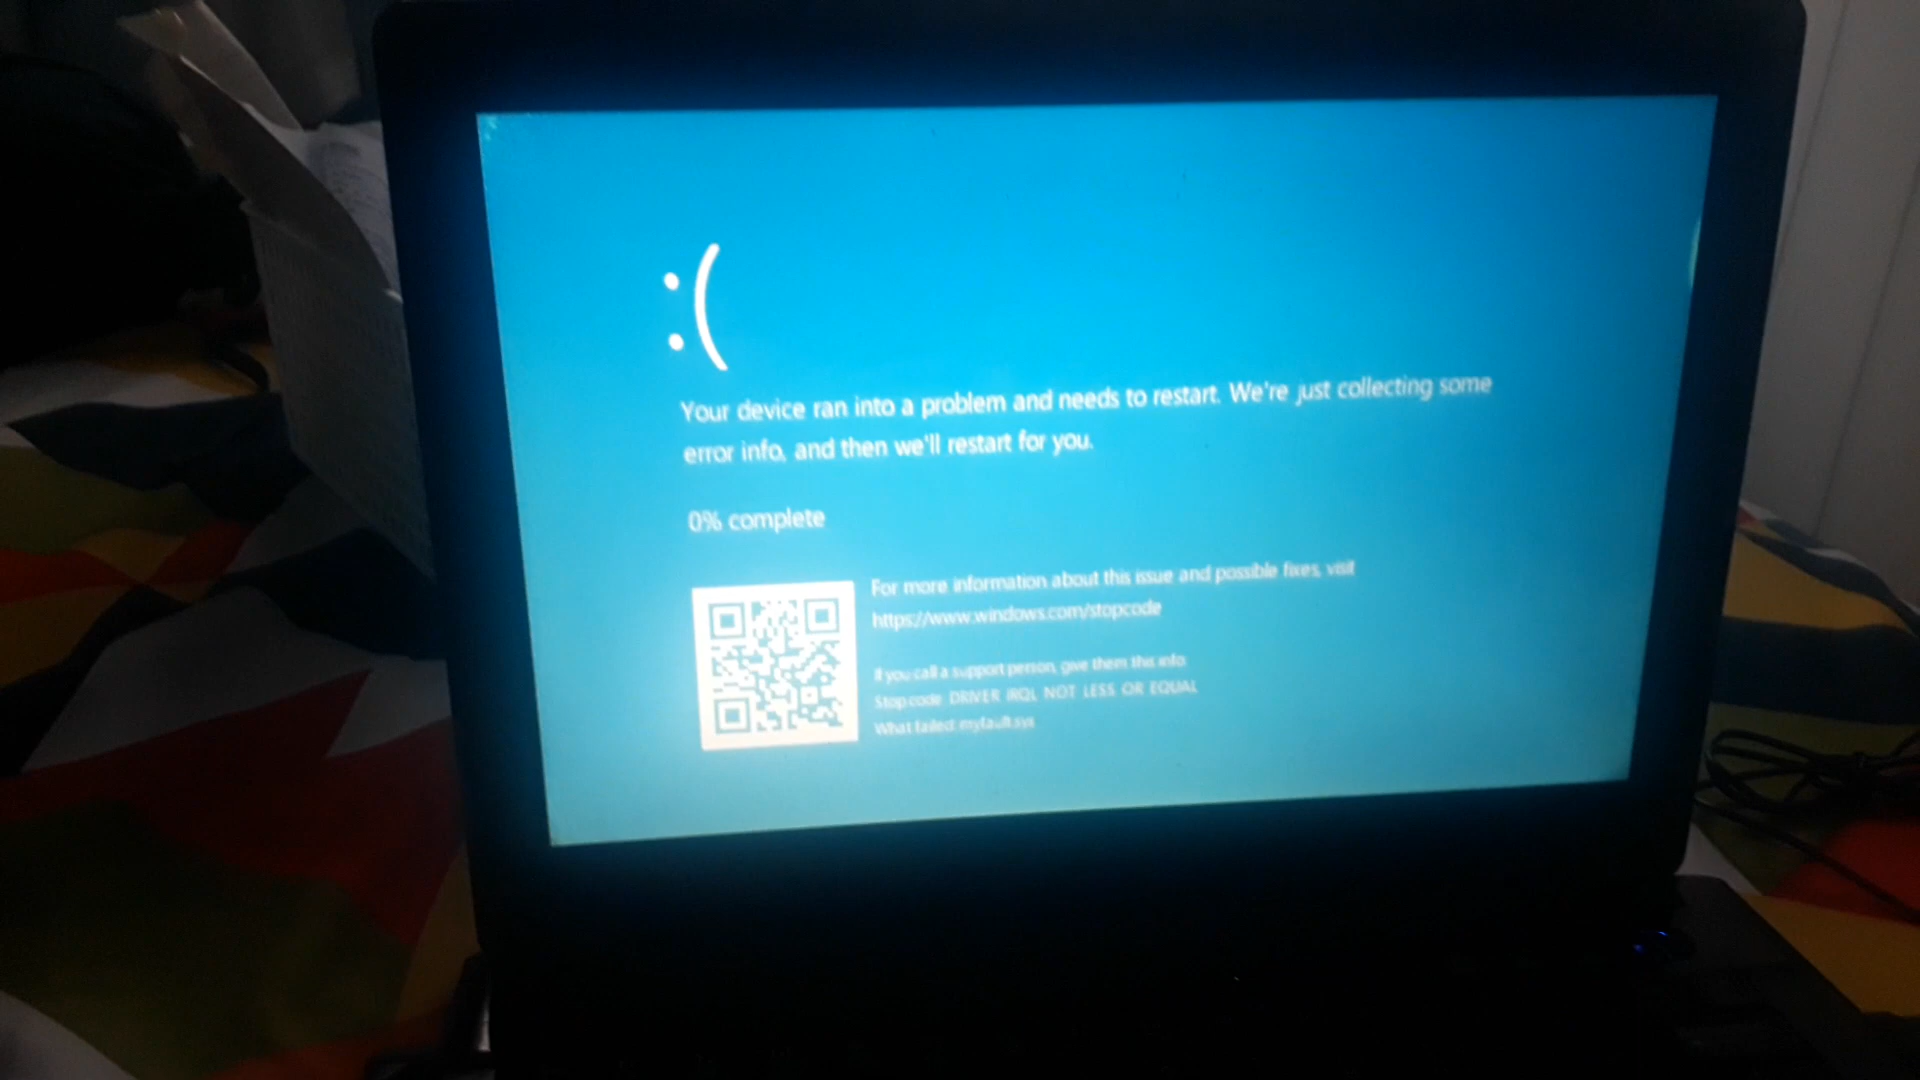 :(
Your device ran into a problem and needs to restart. We're just collecting some
error info, and then we'll restart for you.
0% complete
For more information about this issue and possible fixes, visit
https://www.windows.com/stopcode
If you call a support person, give them this info:
Stop code: DRIVER IRQL NOT LESS OR EQUAL
What failed: myfault.sys